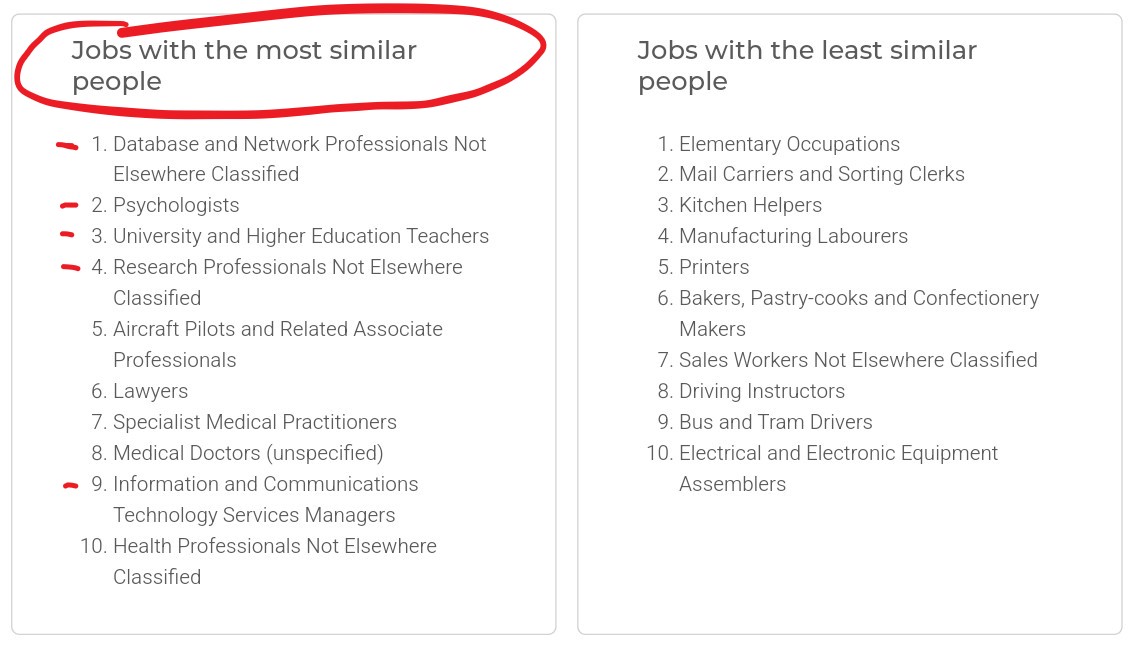 Jobs with the most similar
people
1. Database and Network Professionals Not
Elsewhere Classified
2. Psychologists
3. University and Higher Education Teachers
4. Research Professionals Not Elsewhere
Classified
5. Aircraft Pilots and Related Associate
Professionals
6. Lawyers
7. Specialist Medical Practitioners
8. Medical Doctors (unspecified)
9. Information and Communications
Technology Services Managers
10. Health Professionals Not Elsewhere
Classified
Jobs with the least similar
people
1. Elementary Occupations
2. Mail Carriers and Sorting Clerks
3. Kitchen Helpers
4. Manufacturing Labourers
5. Printers
6. Bakers, Pastry-cooks and Confectionery
Makers
7. Sales Workers Not Elsewhere Classified
8. Driving Instructors
9. Bus and Tram Drivers
10. Electrical and Electronic Equipment
Assemblers